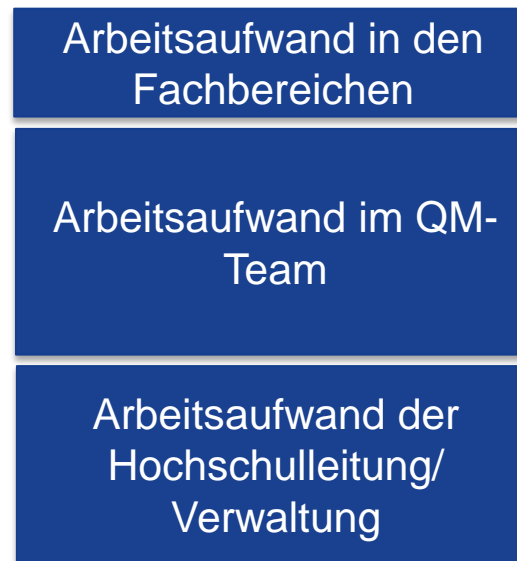 Arbeitsaufwand in den
Fachbereichen
Arbeitsaufwand im QM-
Team
Arbeitsaufwand der
Hochschulleitung/
Verwaltung